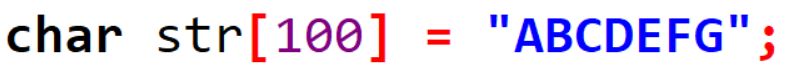 char str[100] = "ABCDEFG";